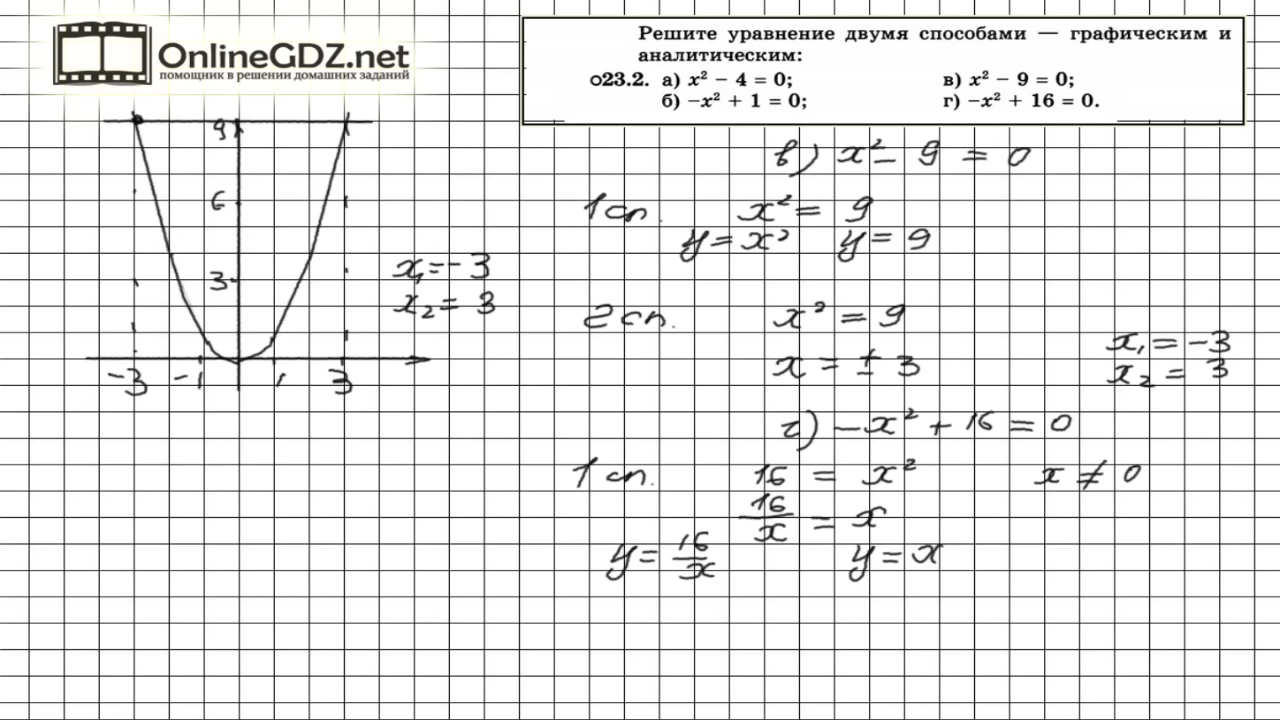 OnlineGDZ.net
помощник в решении домашних заданий
Решите уравнение двумя способами — графическим и
аналитическим:
○23.2. а) x² − 4 = 0; в) x² − 9 = 0;
б) −x² + 1 = 0; г) −x² + 16 = 0.
9
6
3
-3 -1 1 3
x₁ = -3
x₂ = 3
в) x² - 9 = 0
1 сп. x² = 9
y = x² y = 9
2 сп. x² = 9
x = ± 3
x₁ = -3
x₂ = 3
г) -x² + 16 = 0
1 сп. 16 = x² x ≠ 0
16/x = x
y = 16/x y = x